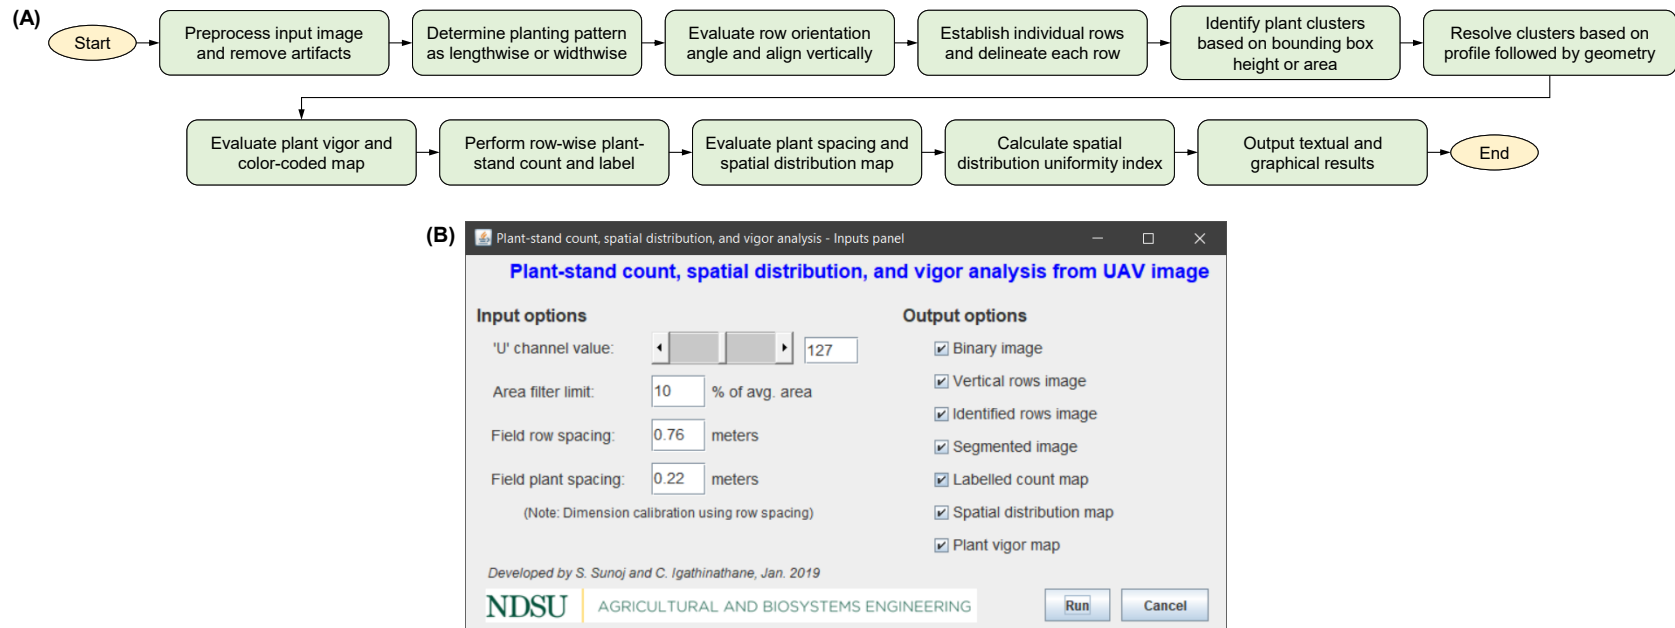 (A)
Start
Preprocess input image
and remove artifacts
Determine planting pattern
as lengthwise or widthwise
Evaluate row orientation
angle and align vertically
Establish individual rows
and delineate each row
Identify plant clusters
based on bounding box
height or area
Resolve clusters based on
profile followed by geometry
Evaluate plant vigor and
color-coded map
Perform row-wise plant-
stand count and label
Evaluate plant spacing and
spatial distribution map
Calculate spatial
distribution uniformity index
Output textual and
graphical results
End
(B)
Plant-stand count, spatial distribution, and vigor analysis - Inputs panel
Plant-stand count, spatial distribution, and vigor analysis from UAV image
Input options
'U' channel value:
127
Area filter limit:
10
% of avg. area
Field row spacing:
0.76
meters
Field plant spacing:
0.22
meters
(Note: Dimension calibration using row spacing)
Output options
Binary image
Vertical rows image
Identified rows image
Segmented image
Labelled count map
Spatial distribution map
Plant vigor map
Developed by S. Sunoj and C. Igathinathane, Jan. 2019
NDSU
AGRICULTURAL AND BIOSYSTEMS ENGINEERING
Run
Cancel